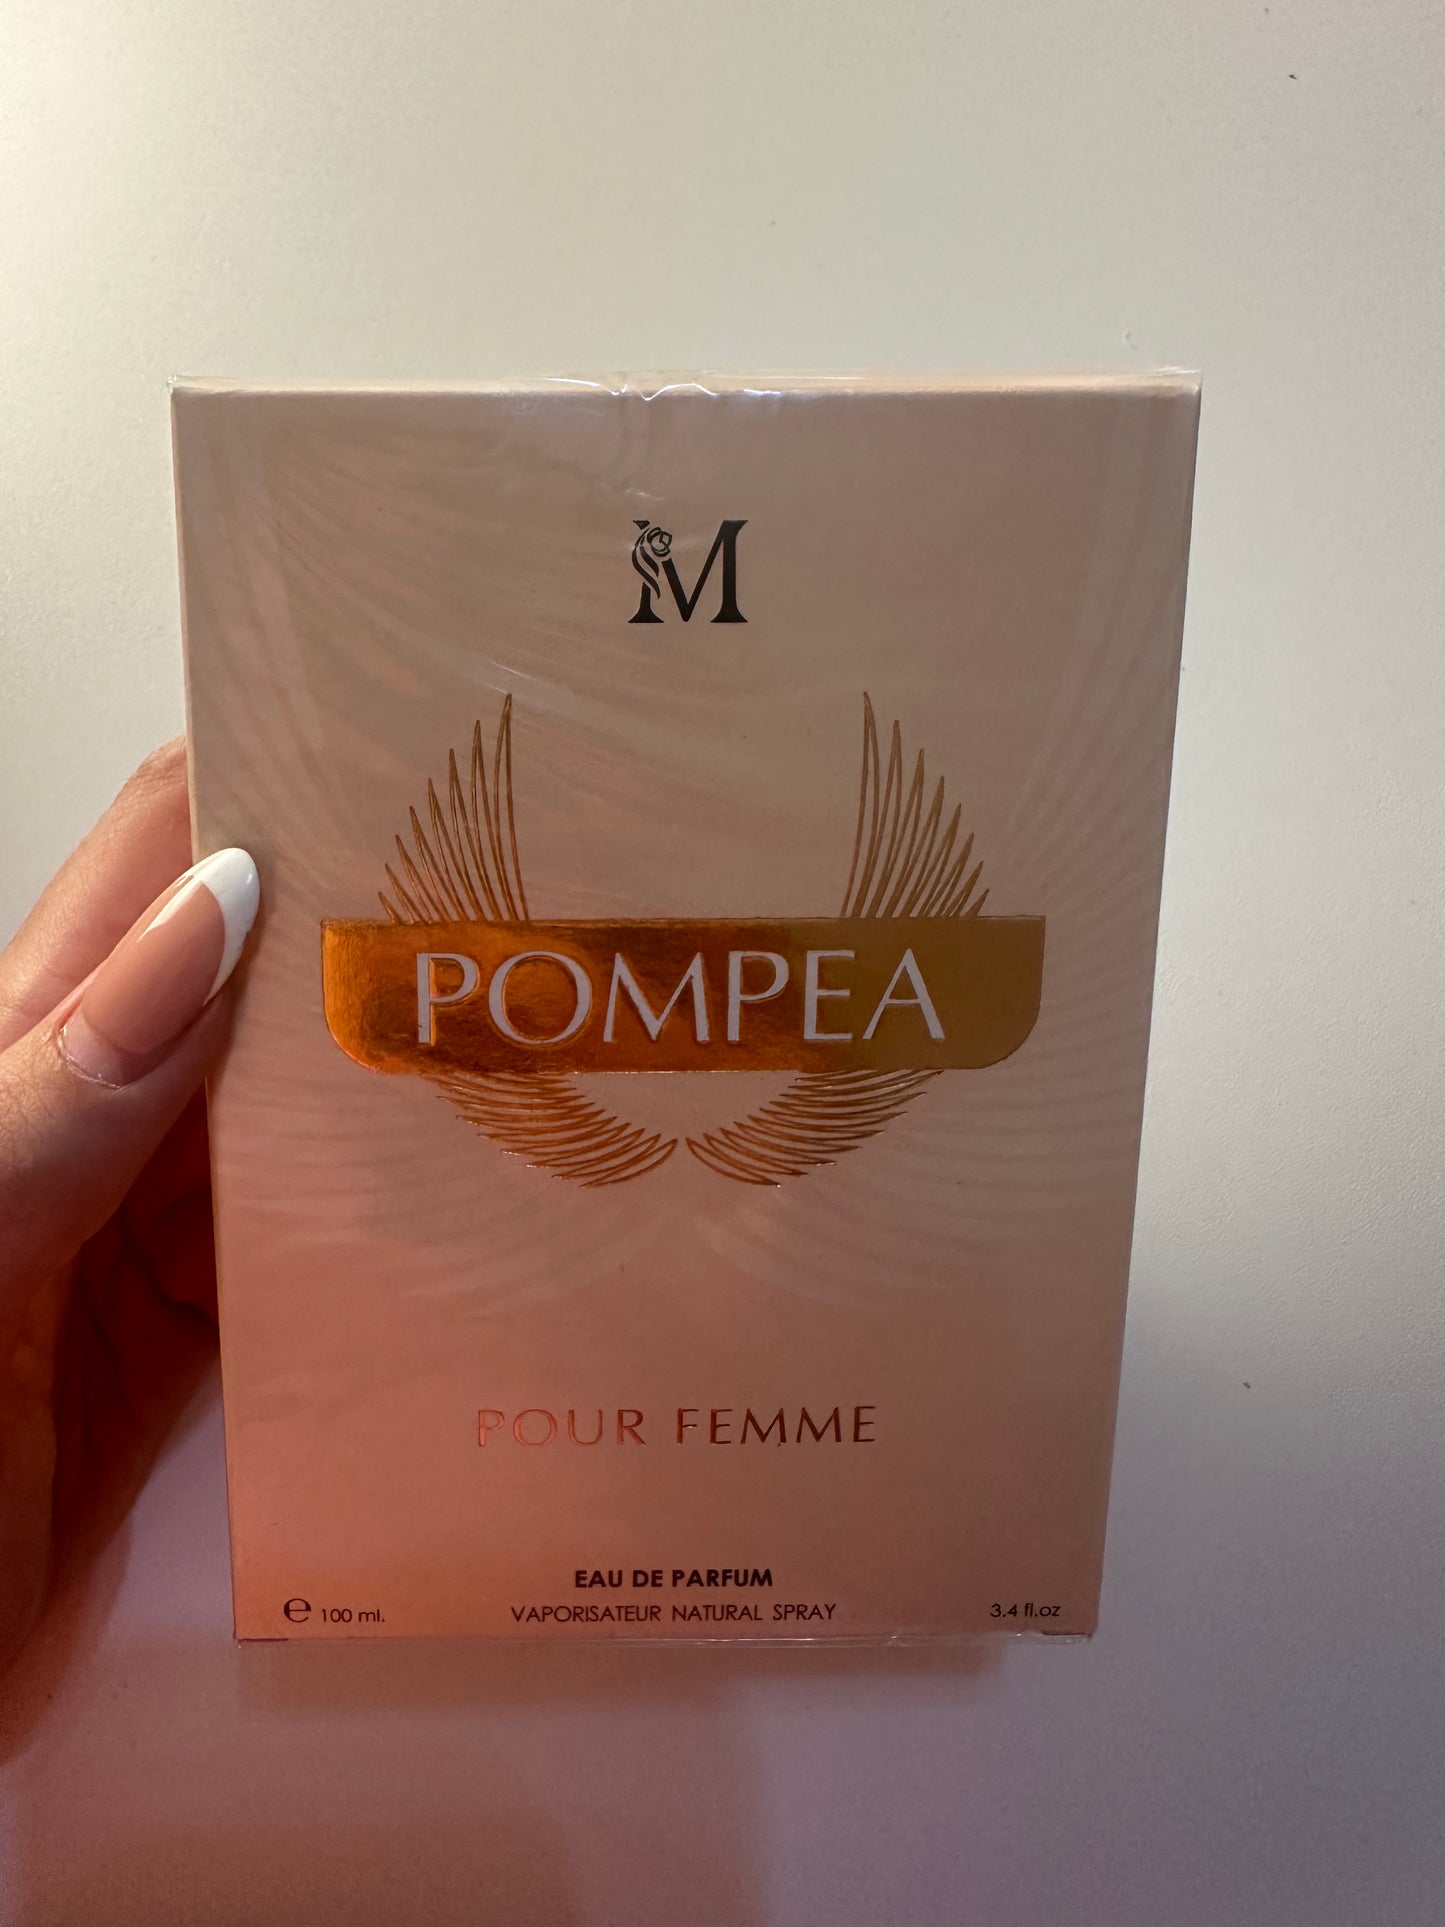 M
POMPEA
POUR FEMME
EAU DE PARFUM
℮ 100 ml. VAPORISATEUR NATURAL SPRAY 3.4 fl.oz